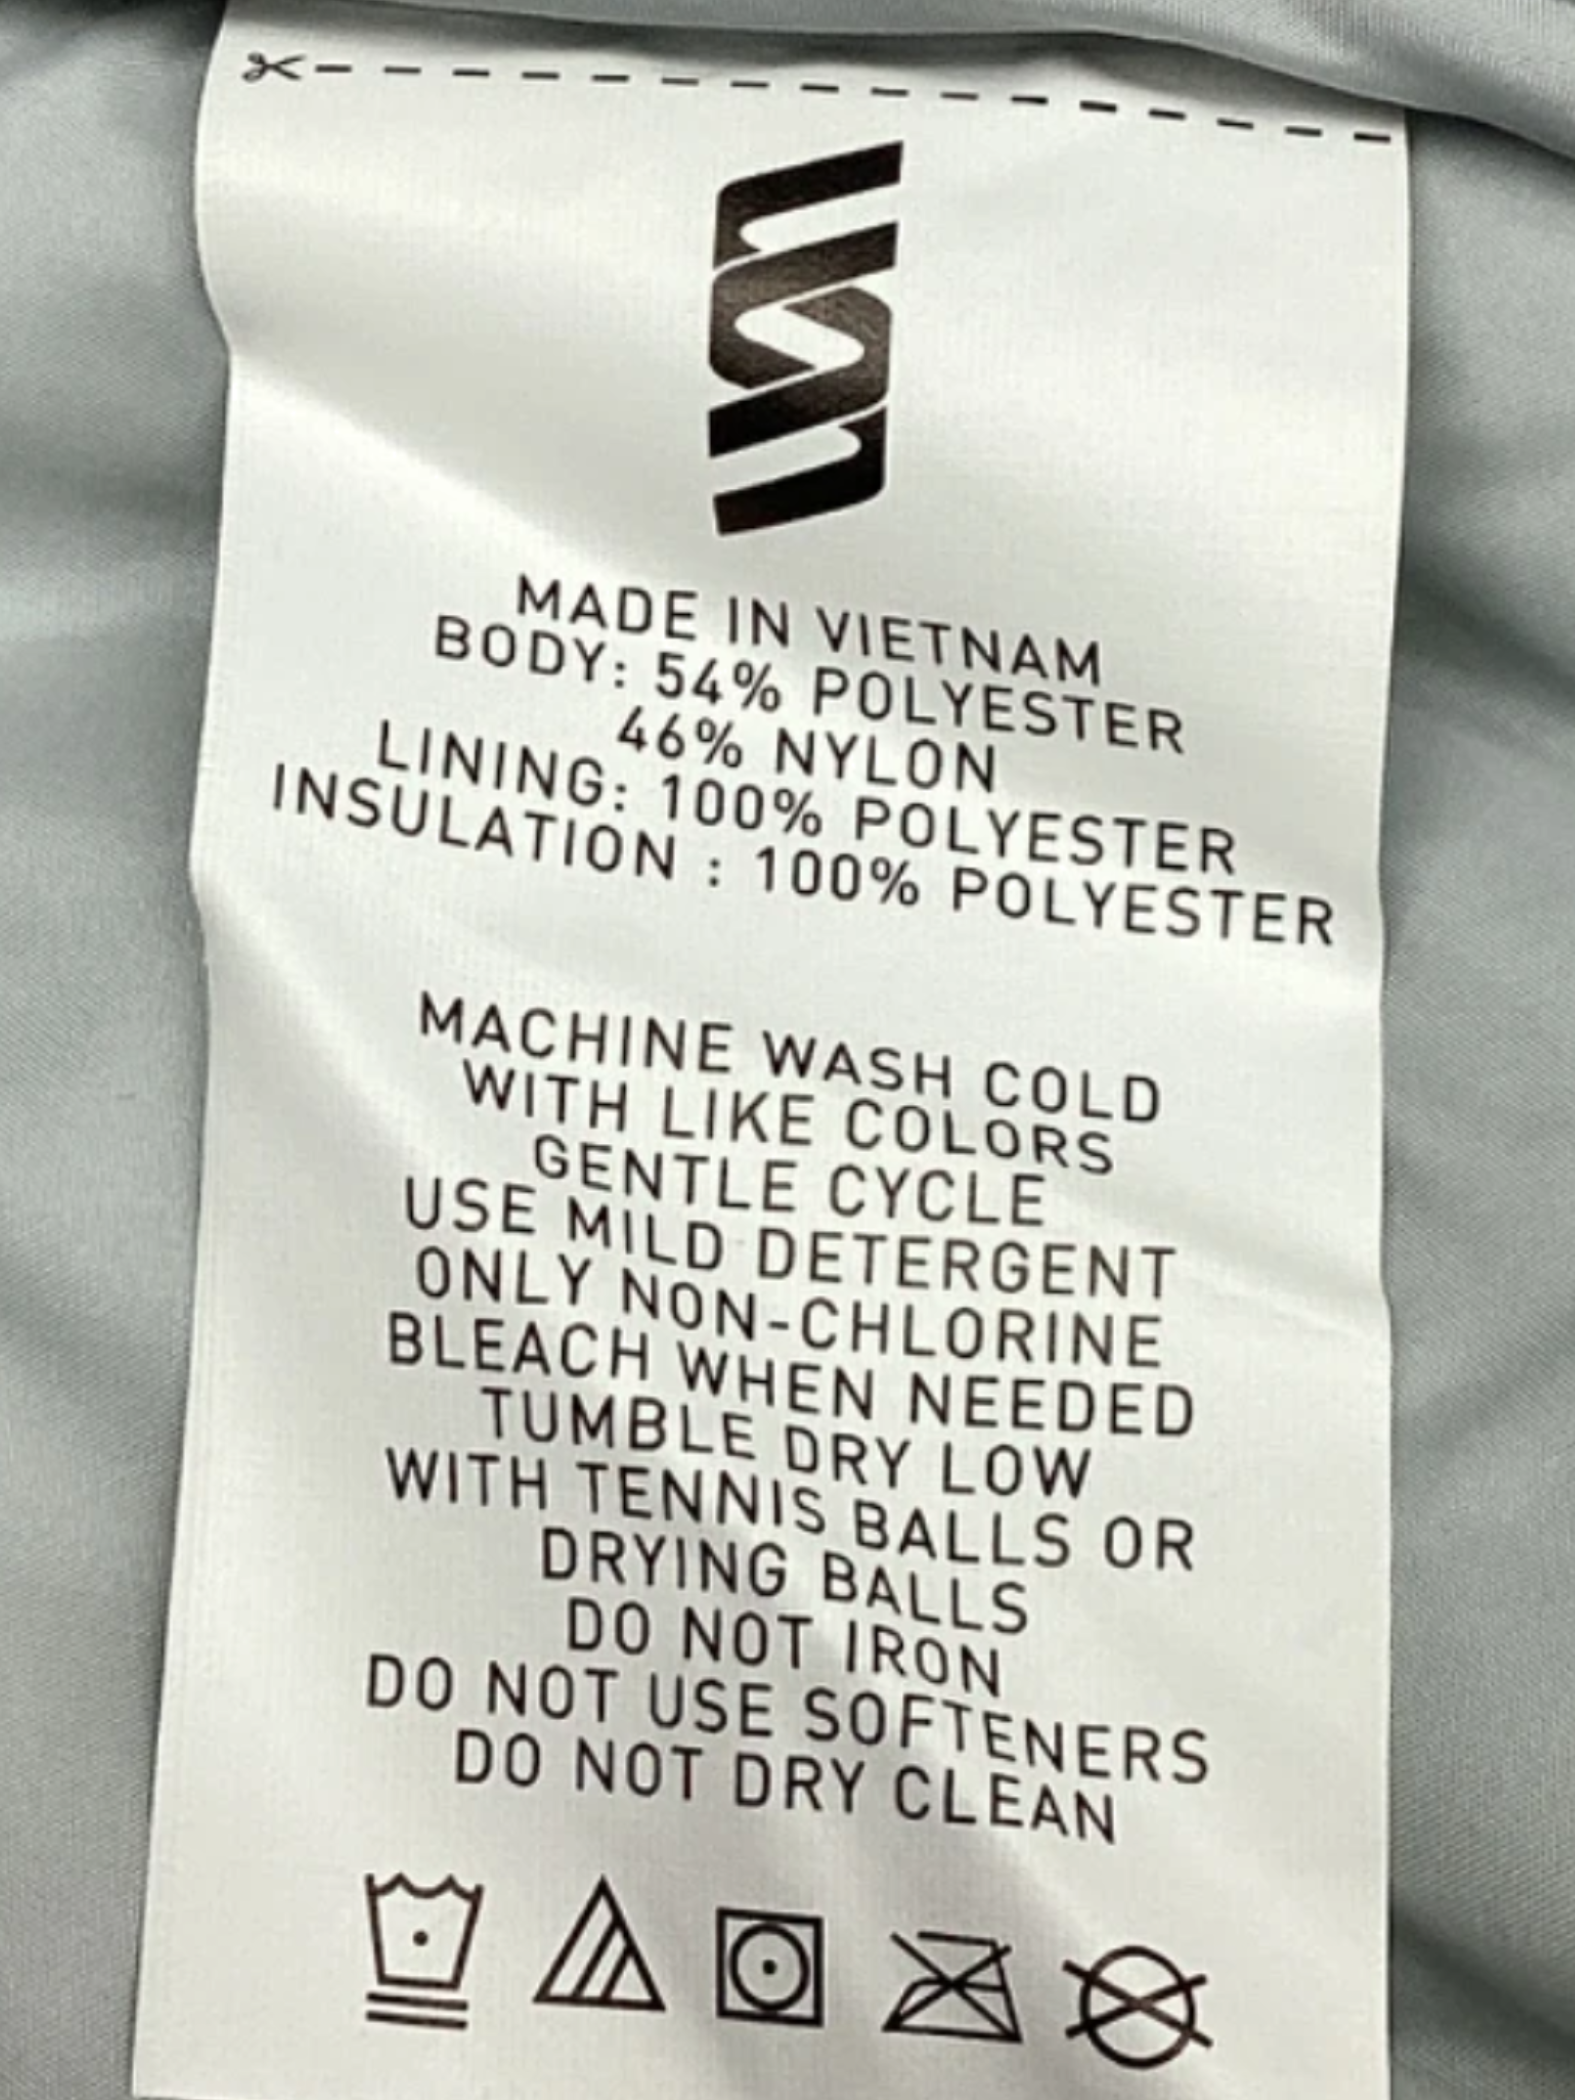 MADE IN VIETNAM
BODY: 54% POLYESTER
46% NYLON
LINING: 100% POLYESTER
INSULATION : 100% POLYESTER
MACHINE WASH COLD
WITH LIKE COLORS
GENTLE CYCLE
USE MILD DETERGENT
ONLY NON-CHLORINE
BLEACH WHEN NEEDED
TUMBLE DRY LOW
WITH TENNIS BALLS OR
DRYING BALLS
DO NOT IRON
DO NOT USE SOFTENERS
DO NOT DRY CLEAN